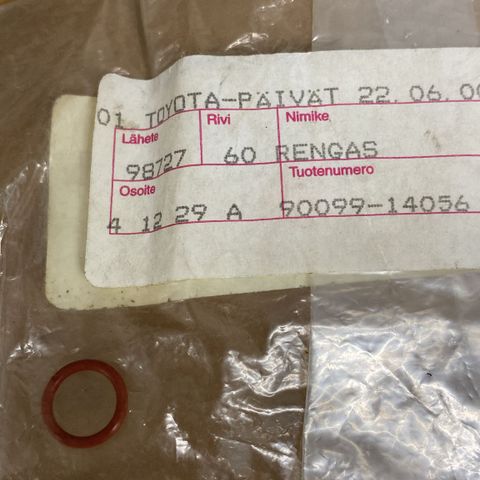 01 TOYOTA-PÄIVÄT 22.06.00
Lähete Rivi Nimike
98727 60 RENGAS
Osoite Tuotenumero
4 12 29 A 90099-14056